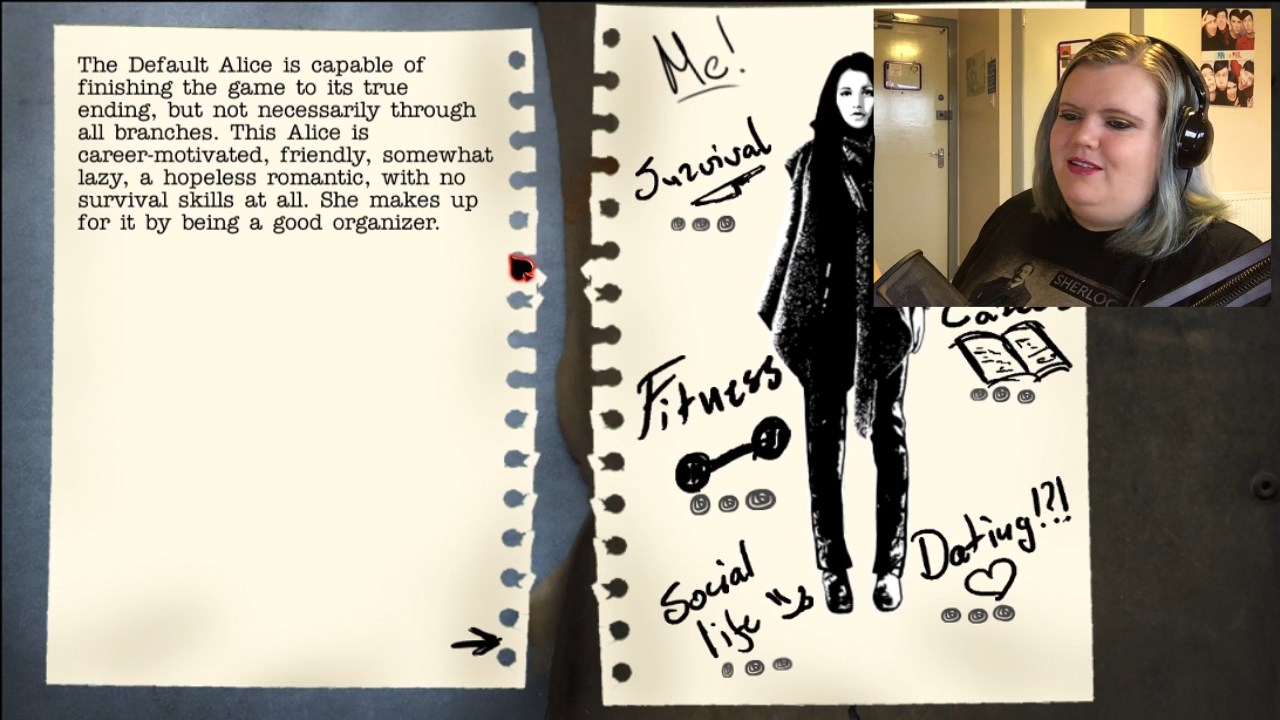 The Default Alice is capable of
finishing the game to its true
ending, but not necessarily through
all branches. This Alice is
career-motivated, friendly, somewhat
lazy, a hopeless romantic, with no
survival skills at all. She makes up
for it by being a good organizer.
Me!
Survival
Fitness
Social
life
Dating!?!
SHERLOC